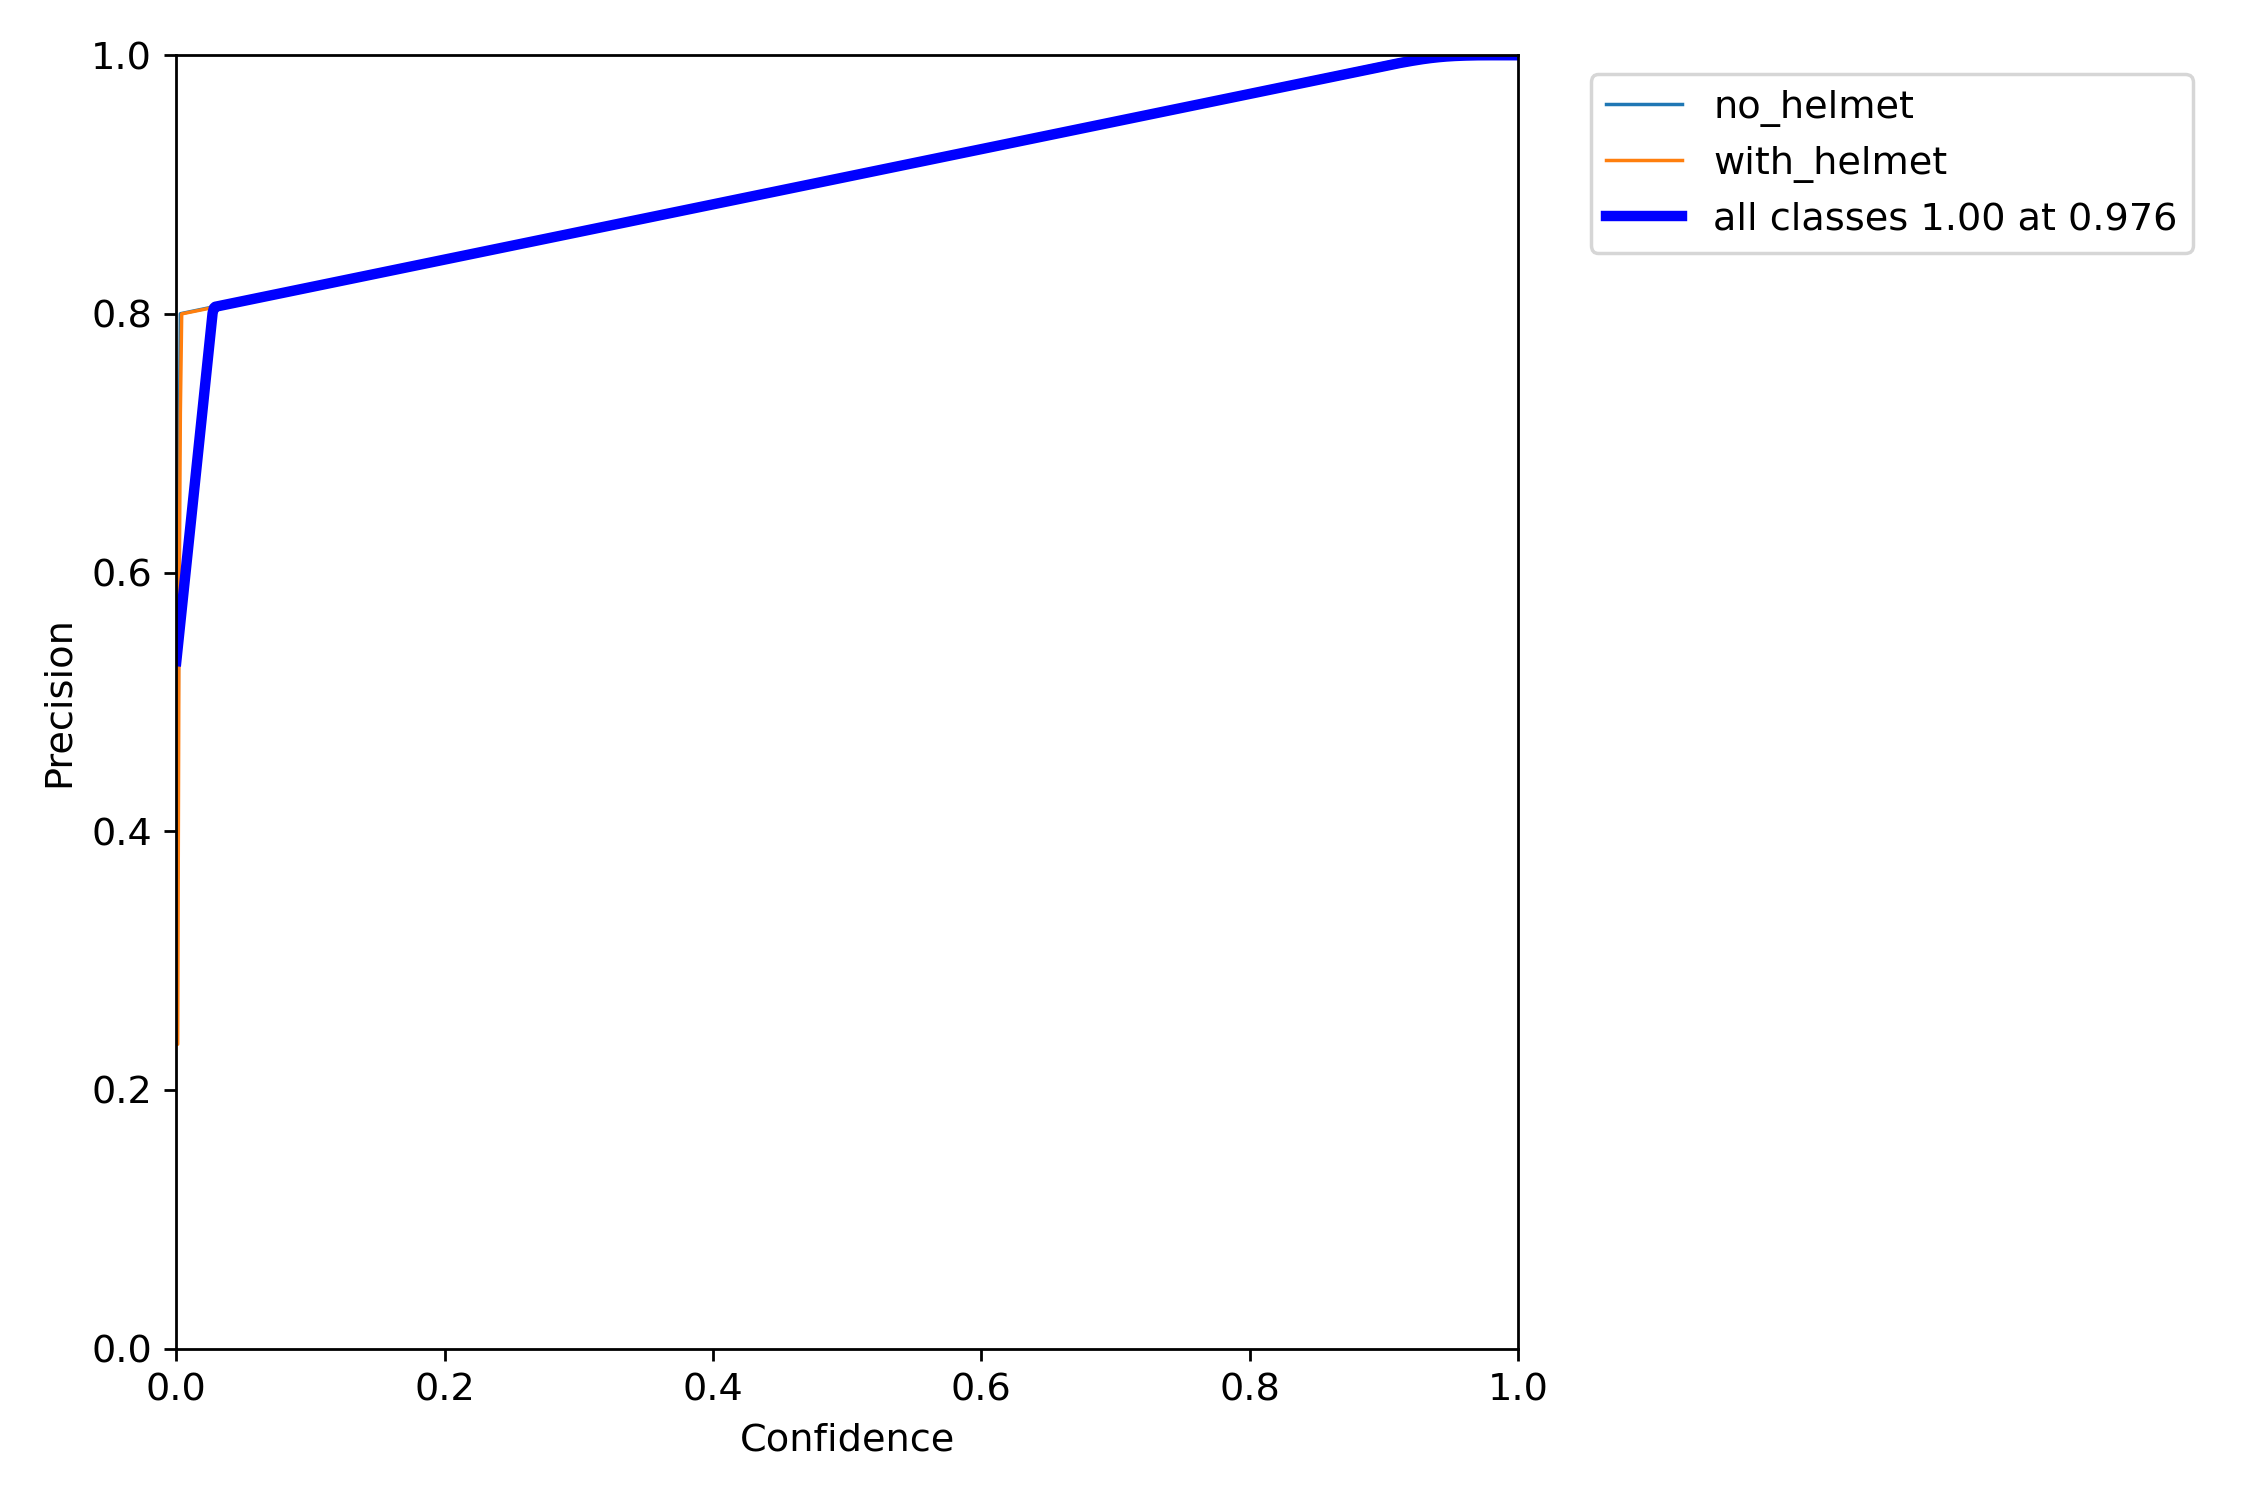 1.0
0.8
0.6
0.4
0.2
0.0
Precision
0.0 0.2 0.4 0.6 0.8 1.0
Confidence
no_helmet
with_helmet
all classes 1.00 at 0.976